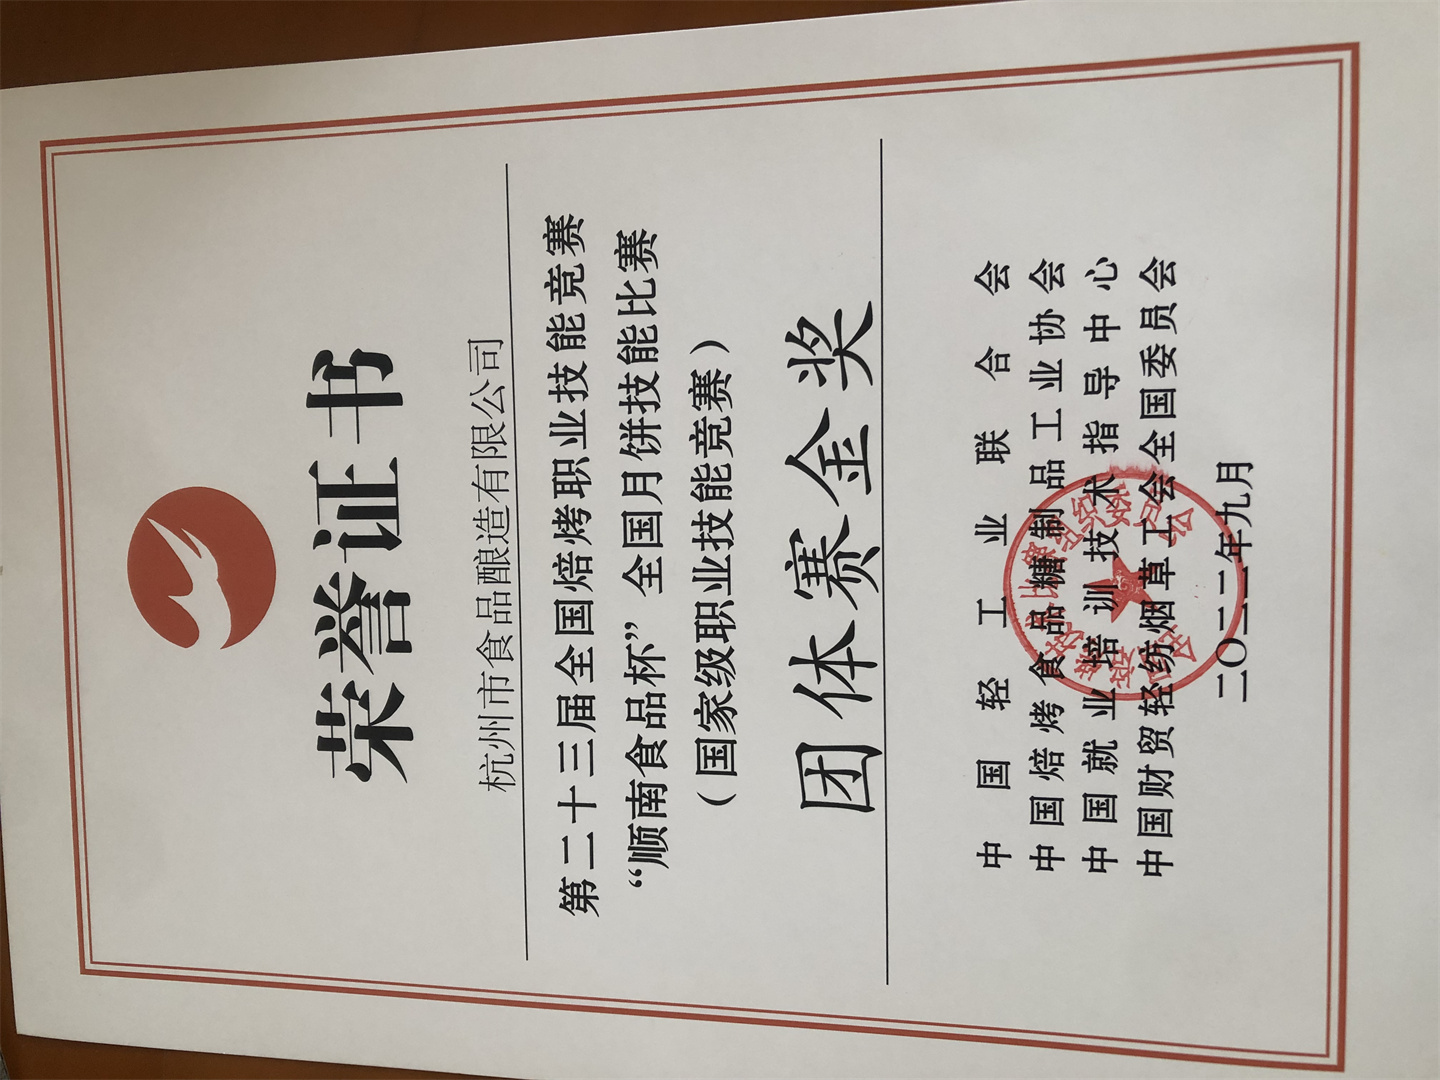 荣誉证书
杭州市食品酿造有限公司
第二十三届全国焙烤职业技能竞赛
“顺南食品杯”全国月饼技能比赛
（国家级职业技能竞赛）
团体赛金奖
中国轻工业联合会
中国焙烤食品糖制品工业协会
中国就业培训技术指导中心
中国财贸轻纺烟草工会全国委员会
二〇二二年九月